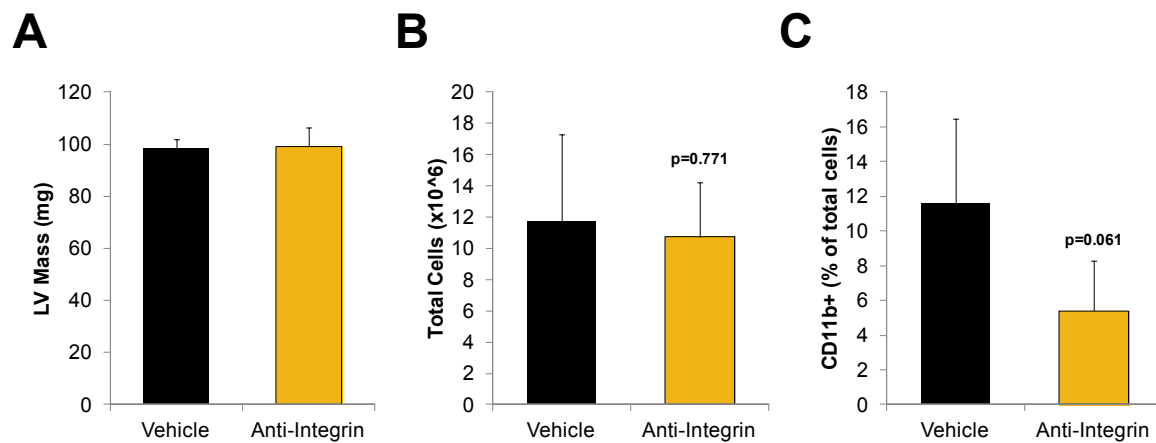 A
LV Mass (mg)
120
100
80
60
40
20
0
Vehicle
Anti-Integrin
B
Total Cells (x10^6)
20
18
16
14
12
10
8
6
4
2
0
p=0.771
Vehicle
Anti-Integrin
C
CD11b+ (% of total cells)
18
16
14
12
10
8
6
4
2
0
p=0.061
Vehicle
Anti-Integrin